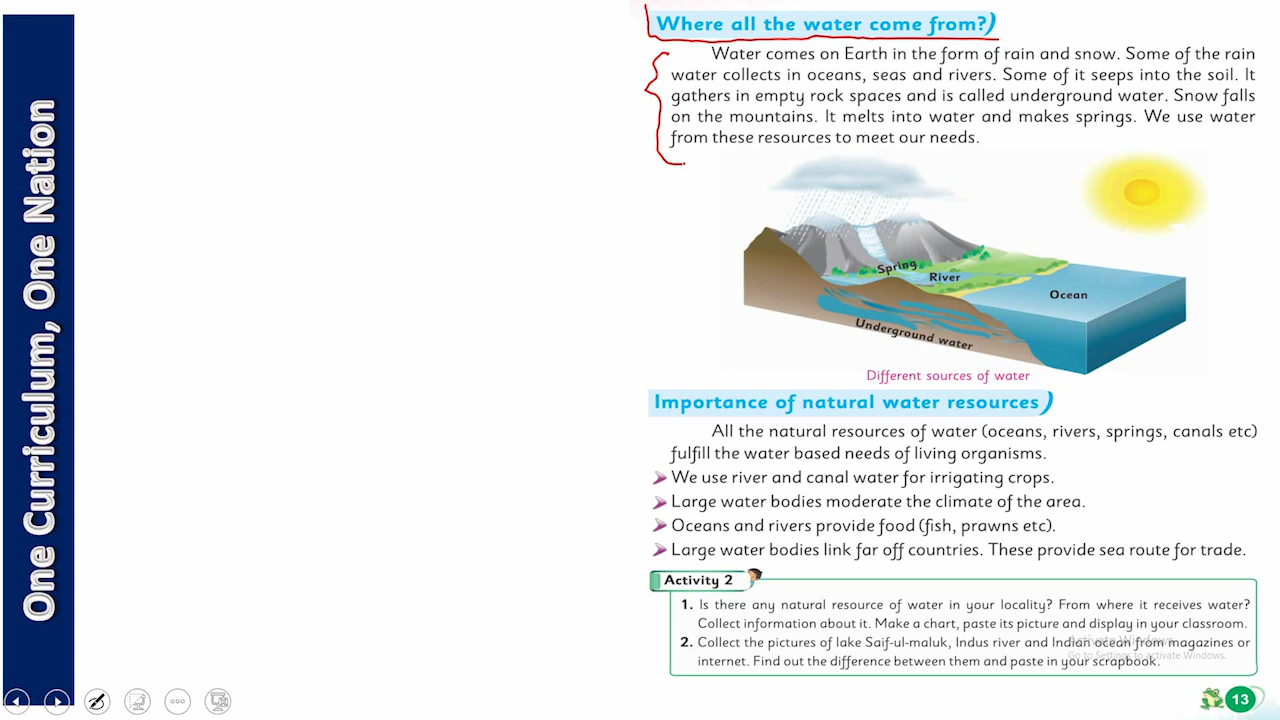 One Curriculum, One Nation
Where all the water come from?
Water comes on Earth in the form of rain and snow. Some of the rain
water collects in oceans, seas and rivers. Some of it seeps into the soil. It
gathers in empty rock spaces and is called underground water. Snow falls
on the mountains. It melts into water and makes springs. We use water
from these resources to meet our needs.
Spring
River
Ocean
Underground water
Different sources of water
Importance of natural water resources
All the natural resources of water (oceans, rivers, springs, canals etc)
fulfill the water based needs of living organisms.
We use river and canal water for irrigating crops.
Large water bodies moderate the climate of the area.
Oceans and rivers provide food (fish, prawns etc).
Large water bodies link far off countries. These provide sea route for trade.
Activity 2
1. Is there any natural resource of water in your locality? From where it receives water?
Collect information about it. Make a chart, paste its picture and display in your classroom.
2. Collect the pictures of lake Saif-ul-maluk, Indus river and Indian ocean from magazines or
internet. Find out the difference between them and paste in your scrapbook.
Activate Windows
Go to Settings to activate Windows.
13